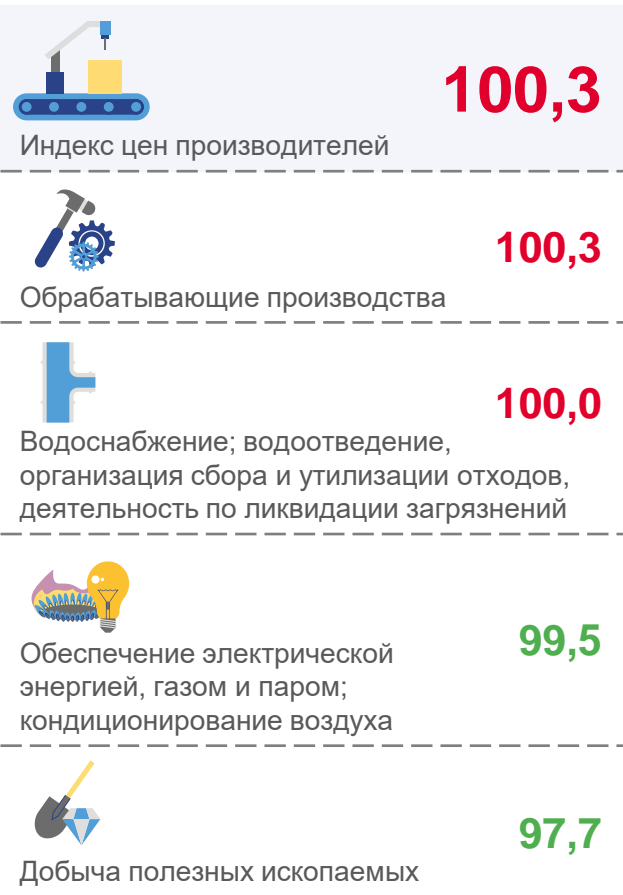 100,3
Индекс цен производителей
100,3
Обрабатывающие производства
100,0
Водоснабжение; водоотведение,
организация сбора и утилизации отходов,
деятельность по ликвидации загрязнений
99,5
Обеспечение электрической
энергией, газом и паром;
кондиционирование воздуха
97,7
Добыча полезных ископаемых